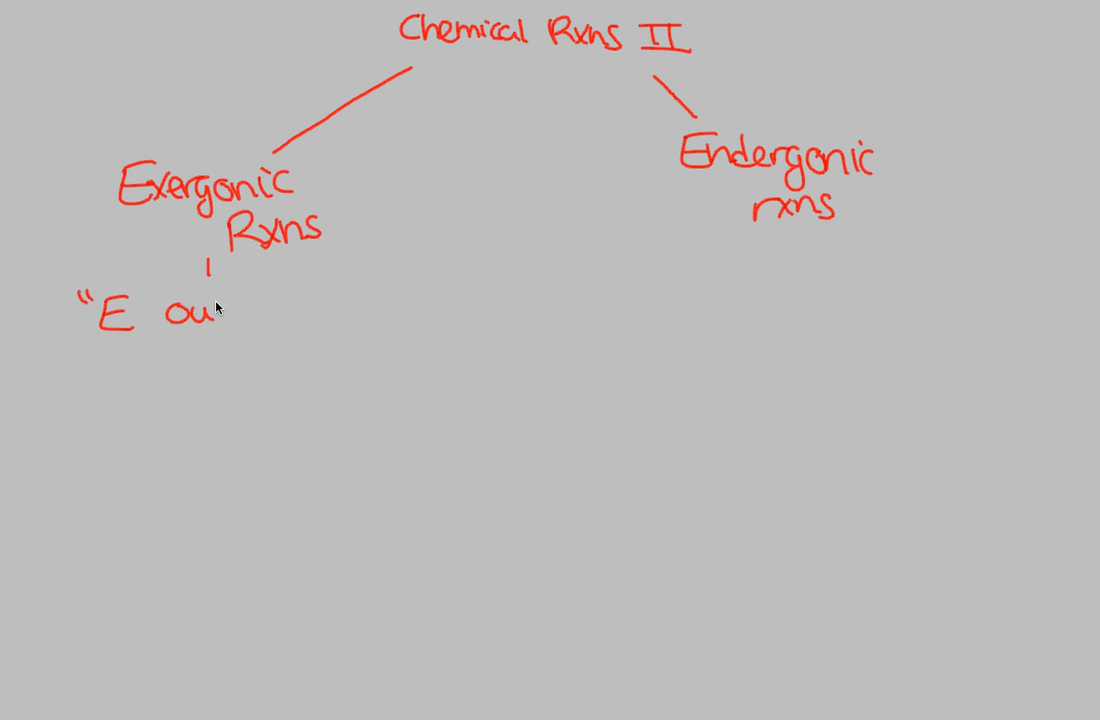 Chemical Rxns II
Exergonic
Rxns
Endergonic
rxns
"E ou